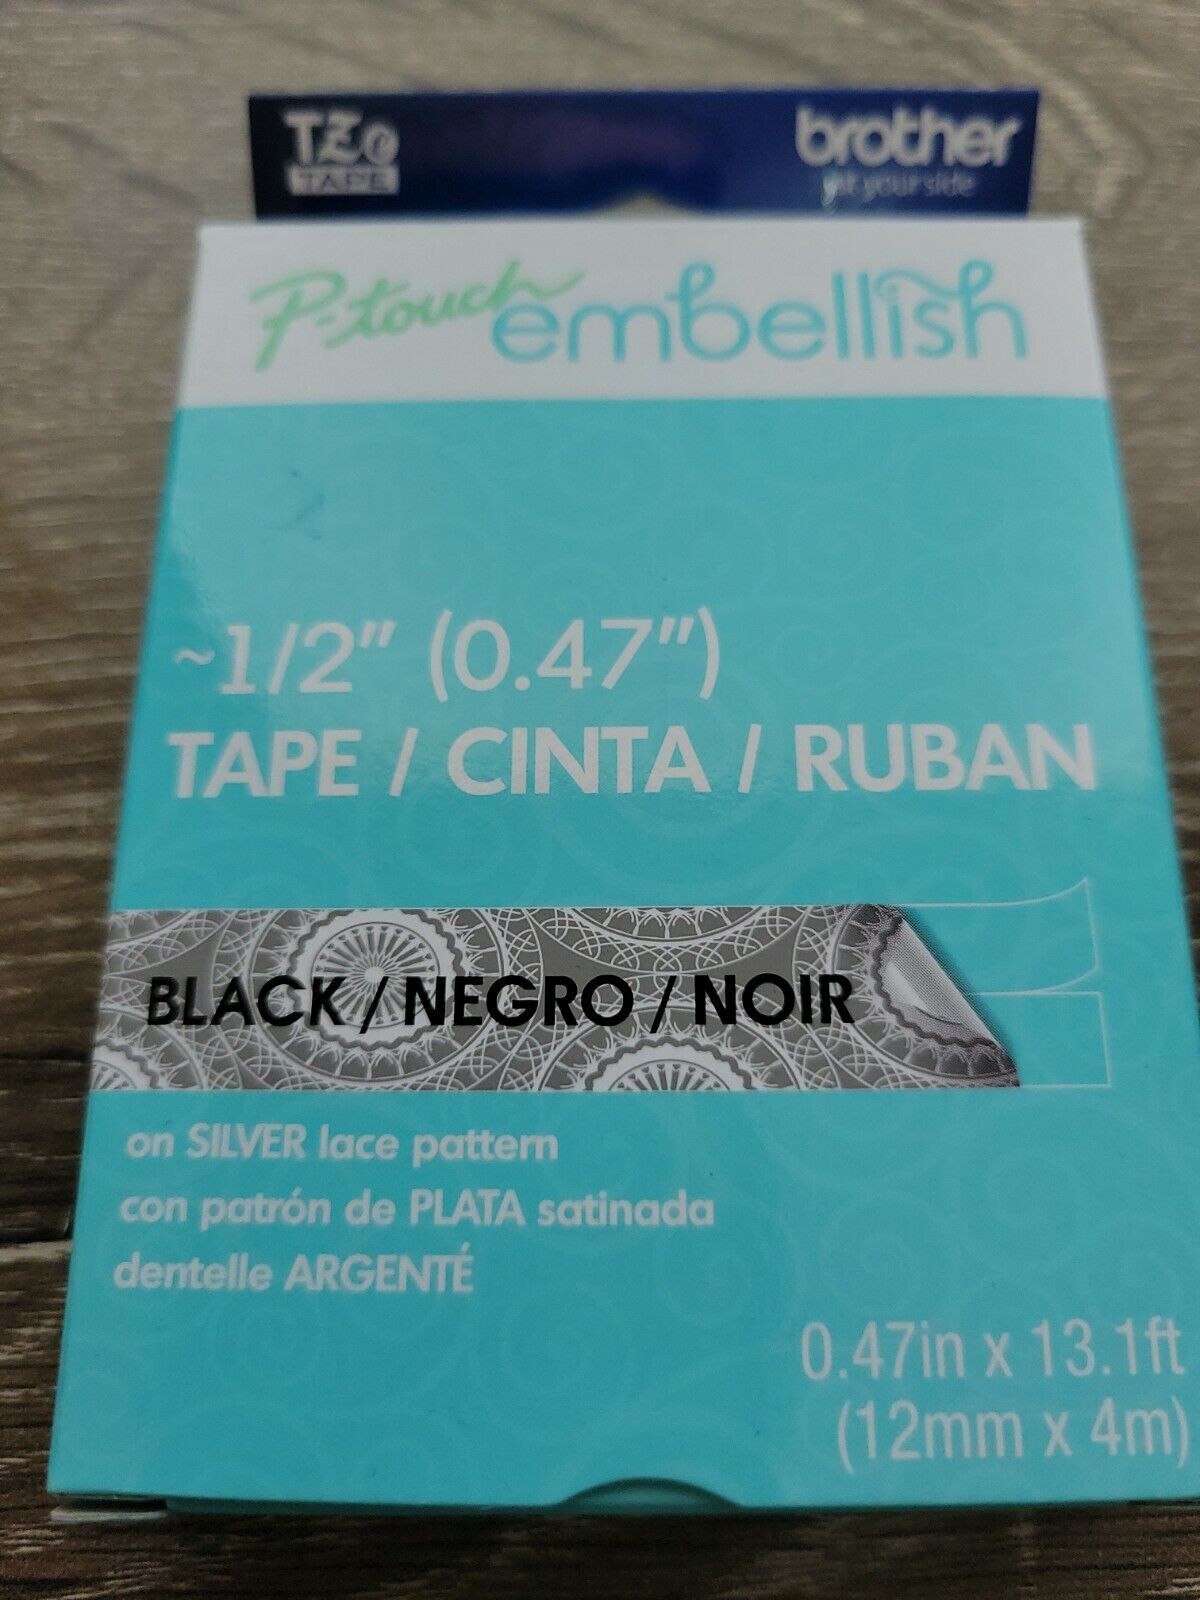 TZe
TAPE
brother
at your side
P-touch embellish
~1/2" (0.47")
TAPE / CINTA / RUBAN
BLACK / NEGRO / NOIR
on SILVER lace pattern
con patrón de PLATA satinada
dentelle ARGENTÉ
0.47in x 13.1ft
(12mm x 4m)